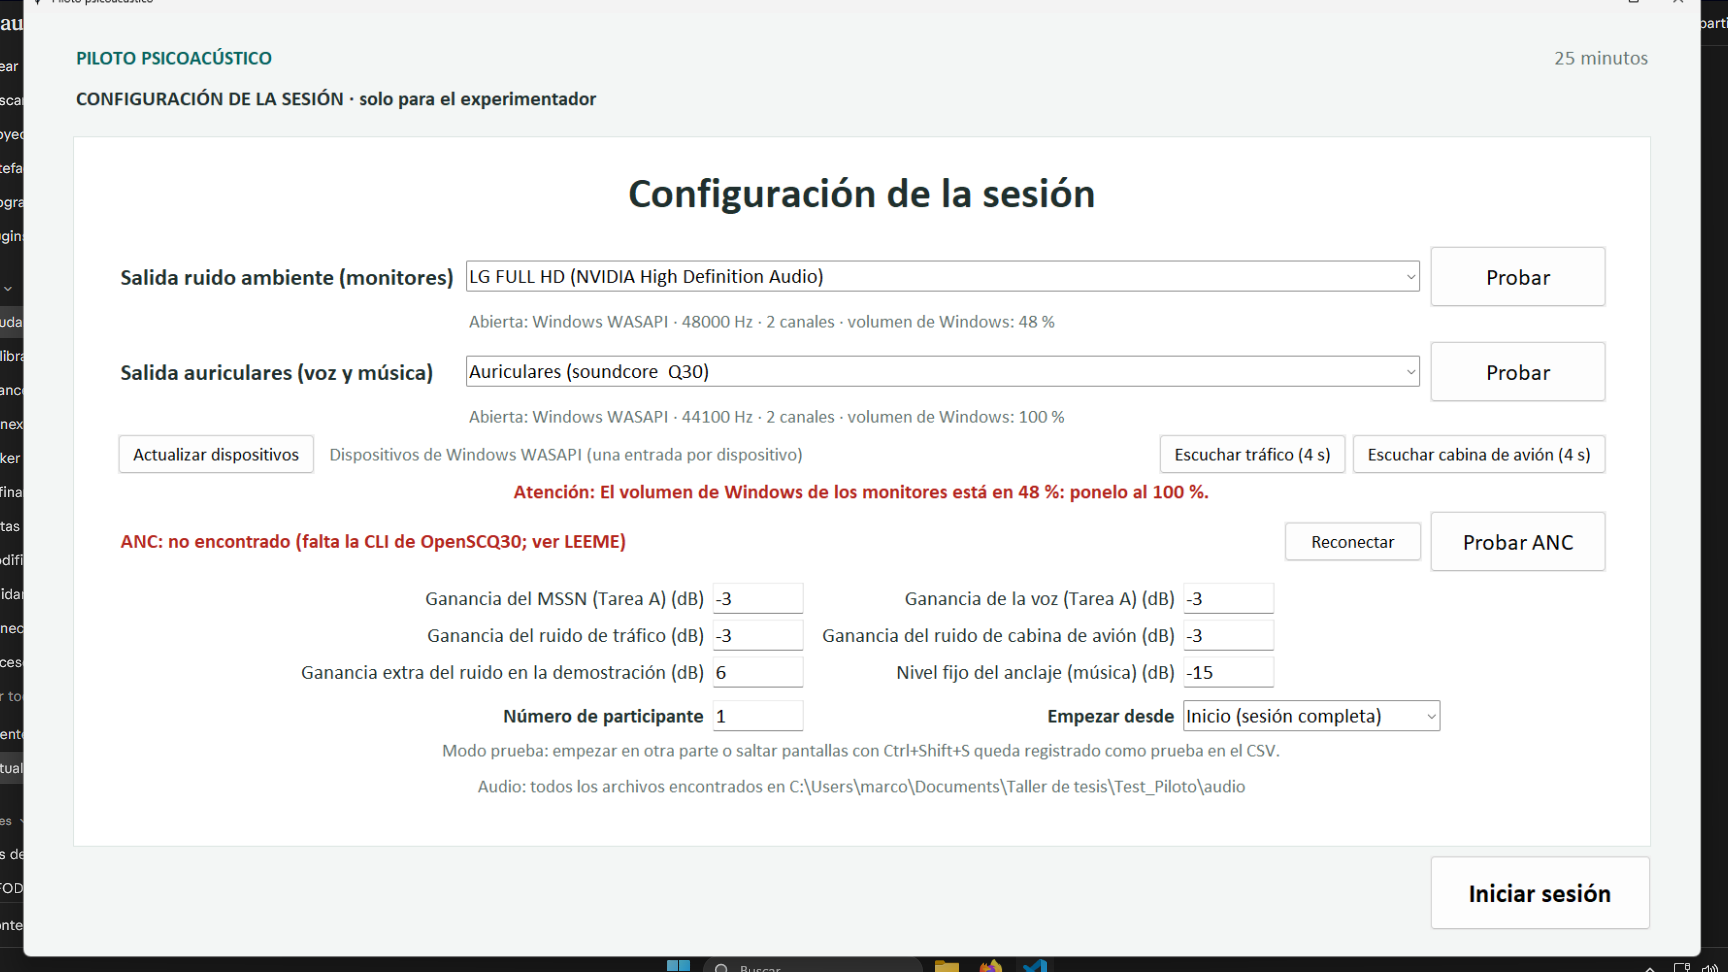 Piloto psicoacústico
PILOTO PSICOACÚSTICO
25 minutos
CONFIGURACIÓN DE LA SESIÓN · solo para el experimentador
Configuración de la sesión
Salida ruido ambiente (monitores)
LG FULL HD (NVIDIA High Definition Audio)
Probar
Abierta: Windows WASAPI · 48000 Hz · 2 canales · volumen de Windows: 48 %
Salida auriculares (voz y música)
Auriculares (soundcore  Q30)
Probar
Abierta: Windows WASAPI · 44100 Hz · 2 canales · volumen de Windows: 100 %
Actualizar dispositivos
Dispositivos de Windows WASAPI (una entrada por dispositivo)
Escuchar tráfico (4 s)
Escuchar cabina de avión (4 s)
Atención: El volumen de Windows de los monitores está en 48 %: ponelo al 100 %.
ANC: no encontrado (falta la CLI de OpenSCQ30; ver LEEME)
Reconectar
Probar ANC
Ganancia del MSSN (Tarea A) (dB) -3
Ganancia de la voz (Tarea A) (dB) -3
Ganancia del ruido de tráfico (dB) -3
Ganancia del ruido de cabina de avión (dB) -3
Ganancia extra del ruido en la demostración (dB) 6
Nivel fijo del anclaje (música) (dB) -15
Número de participante 1
Empezar desde Inicio (sesión completa)
Modo prueba: empezar en otra parte o saltar pantallas con Ctrl+Shift+S queda registrado como prueba en el CSV.
Audio: todos los archivos encontrados en C:\Users\marco\Documents\Taller de tesis\Test_Piloto\audio
Iniciar sesión
Buscar